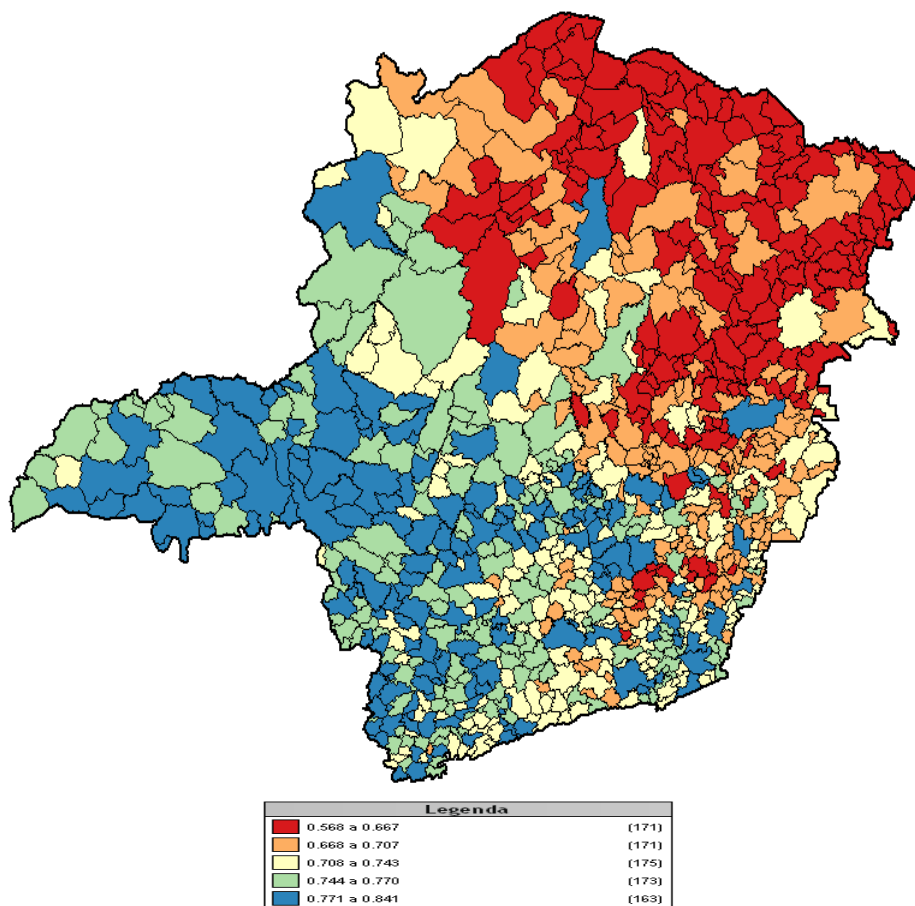 Legenda
0.568 a 0.667 (171)
0.668 a 0.707 (171)
0.708 a 0.743 (175)
0.744 a 0.770 (173)
0.771 a 0.841 (163)